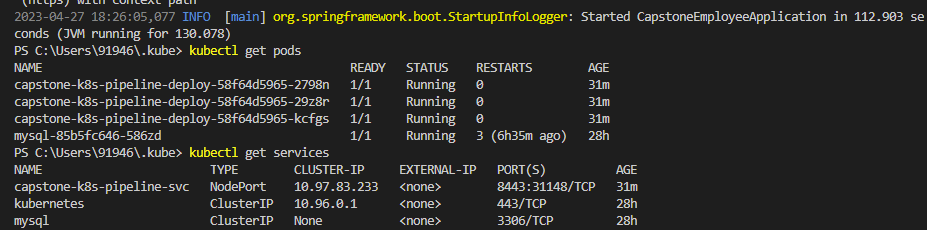 (https) with context path ''
2023-04-27 18:26:05,077 INFO  [main] org.springframework.boot.StartupInfoLogger: Started CapstoneEmployeeApplication in 112.903 se
conds (JVM running for 130.078)
PS C:\Users\91946\.kube> kubectl get pods
NAME                                           READY   STATUS    RESTARTS        AGE
capstone-k8s-pipeline-deploy-58f64d5965-2798n   1/1     Running   0               31m
capstone-k8s-pipeline-deploy-58f64d5965-29z8r   1/1     Running   0               31m
capstone-k8s-pipeline-deploy-58f64d5965-kcfgs   1/1     Running   0               31m
mysql-85b5fc646-586zd                           1/1     Running   3 (6h35m ago)   28h
PS C:\Users\91946\.kube> kubectl get services
NAME                        TYPE        CLUSTER-IP     EXTERNAL-IP   PORT(S)          AGE
capstone-k8s-pipeline-svc   NodePort    10.97.83.233   <none>        8443:31148/TCP   31m
kubernetes                  ClusterIP   10.96.0.1      <none>        443/TCP          28h
mysql                       ClusterIP   None           <none>        3306/TCP         28h